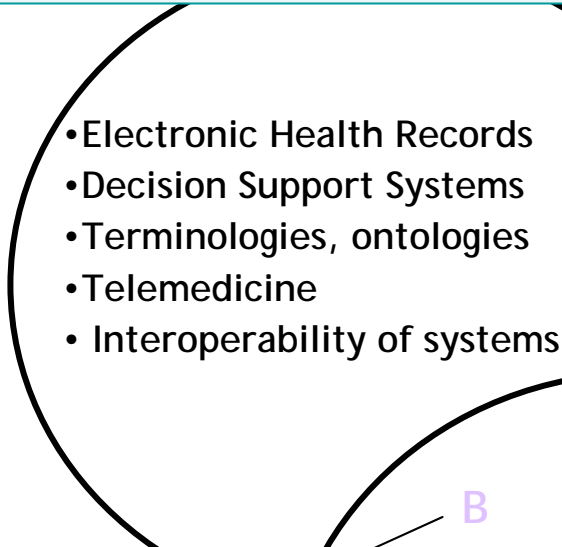 •Electronic Health Records
•Decision Support Systems
•Terminologies, ontologies
•Telemedicine
• Interoperability of systems
B